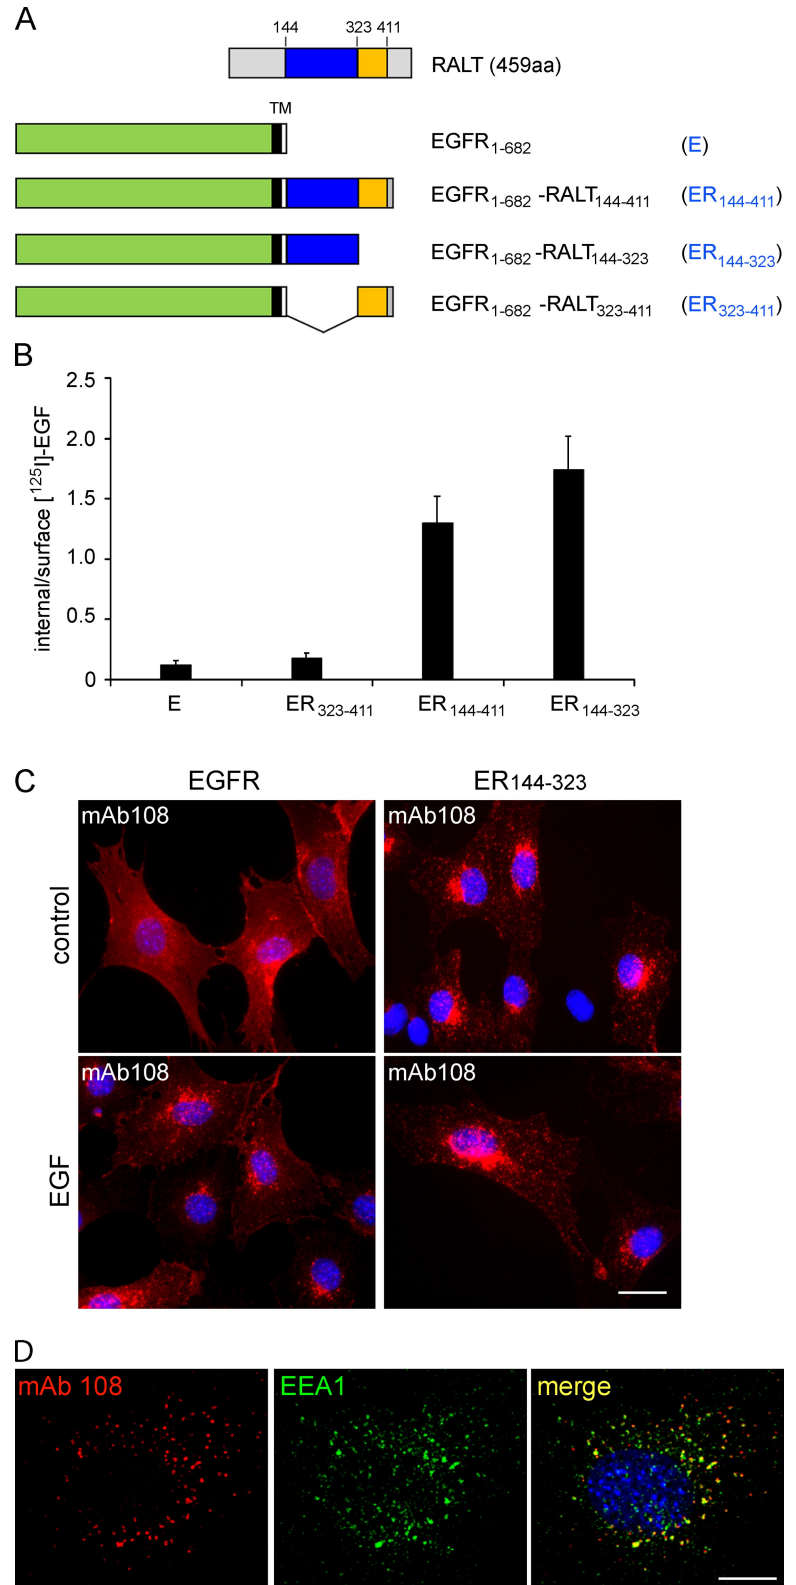 A
144 323 411
RALT (459aa)
TM
EGFR1-682 (E)
EGFR1-682 -RALT144-411 (ER144-411)
EGFR1-682 -RALT144-323 (ER144-323)
EGFR1-682 -RALT323-411 (ER323-411)
B
internal/surface [125I]-EGF
2.5
2.0
1.5
1.0
0.5
0
E ER323-411 ER144-411 ER144-323
C
EGFR ER144-323
control
mAb108 mAb108
EGF
mAb108 mAb108
D
mAb 108 EEA1 merge